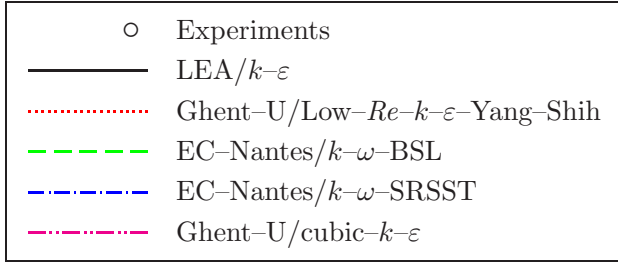 Experiments
LEA/k–ε
Ghent–U/Low–Re–k–ε–Yang–Shih
EC–Nantes/k–ω–BSL
EC–Nantes/k–ω–SRSST
Ghent–U/cubic–k–ε